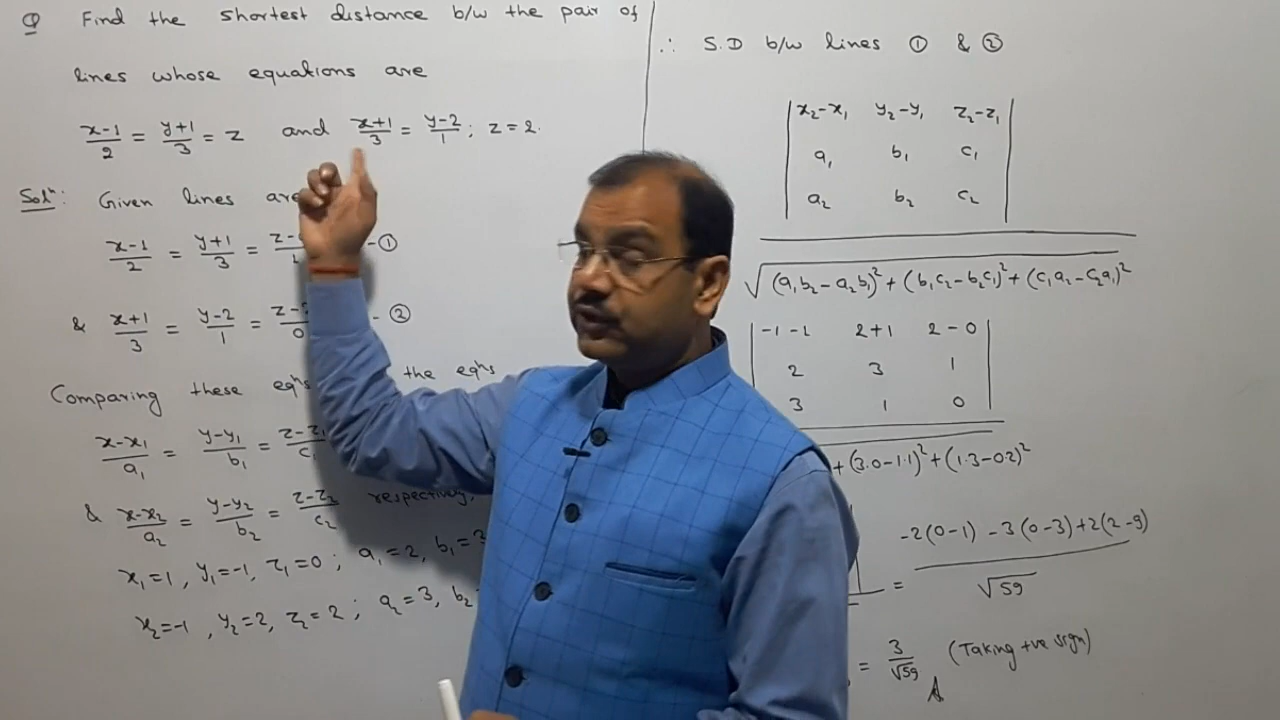 Q Find the shortest distance b/w the pair of
lines whose equations are
x-1/2 = y+1/3 = z and x+1/3 = y-2/1 ; z = 2.
Solⁿ: Given lines are
x-1/2 = y+1/3 = z- - ①
& x+1/3 = y-2/1 = z- /0 - ②
Comparing these eqⁿs the eqⁿs
x-x₁/a₁ = y-y₁/b₁ = z-z₁/c₁
& x-x₂/a₂ = y-y₂/b₂ = z-z₂/c₂ respectively,
x₁=1, y₁=-1, z₁=0 ; a₁=2, b₁=3
x₂=-1, y₂=2, z₂=2 ; a₂=3, b₂
∴ S.D b/w lines ① & ②
| x₂-x₁ y₂-y₁ z₂-z₁ |
| a₁ b₁ c₁ |
| a₂ b₂ c₂ |
√(a₁b₂-a₂b₁)² + (b₁c₂-b₂c₁)² + (c₁a₂-c₂a₁)²
| -1-1 2+1 2-0 |
| 2 3 1 |
| 3 1 0 |
+ (3.0-1.1)² + (1.3-0.2)²
= -2(0-1) -3(0-3) +2(2-9) / √59
= 3/√59 (Taking +ve sign)